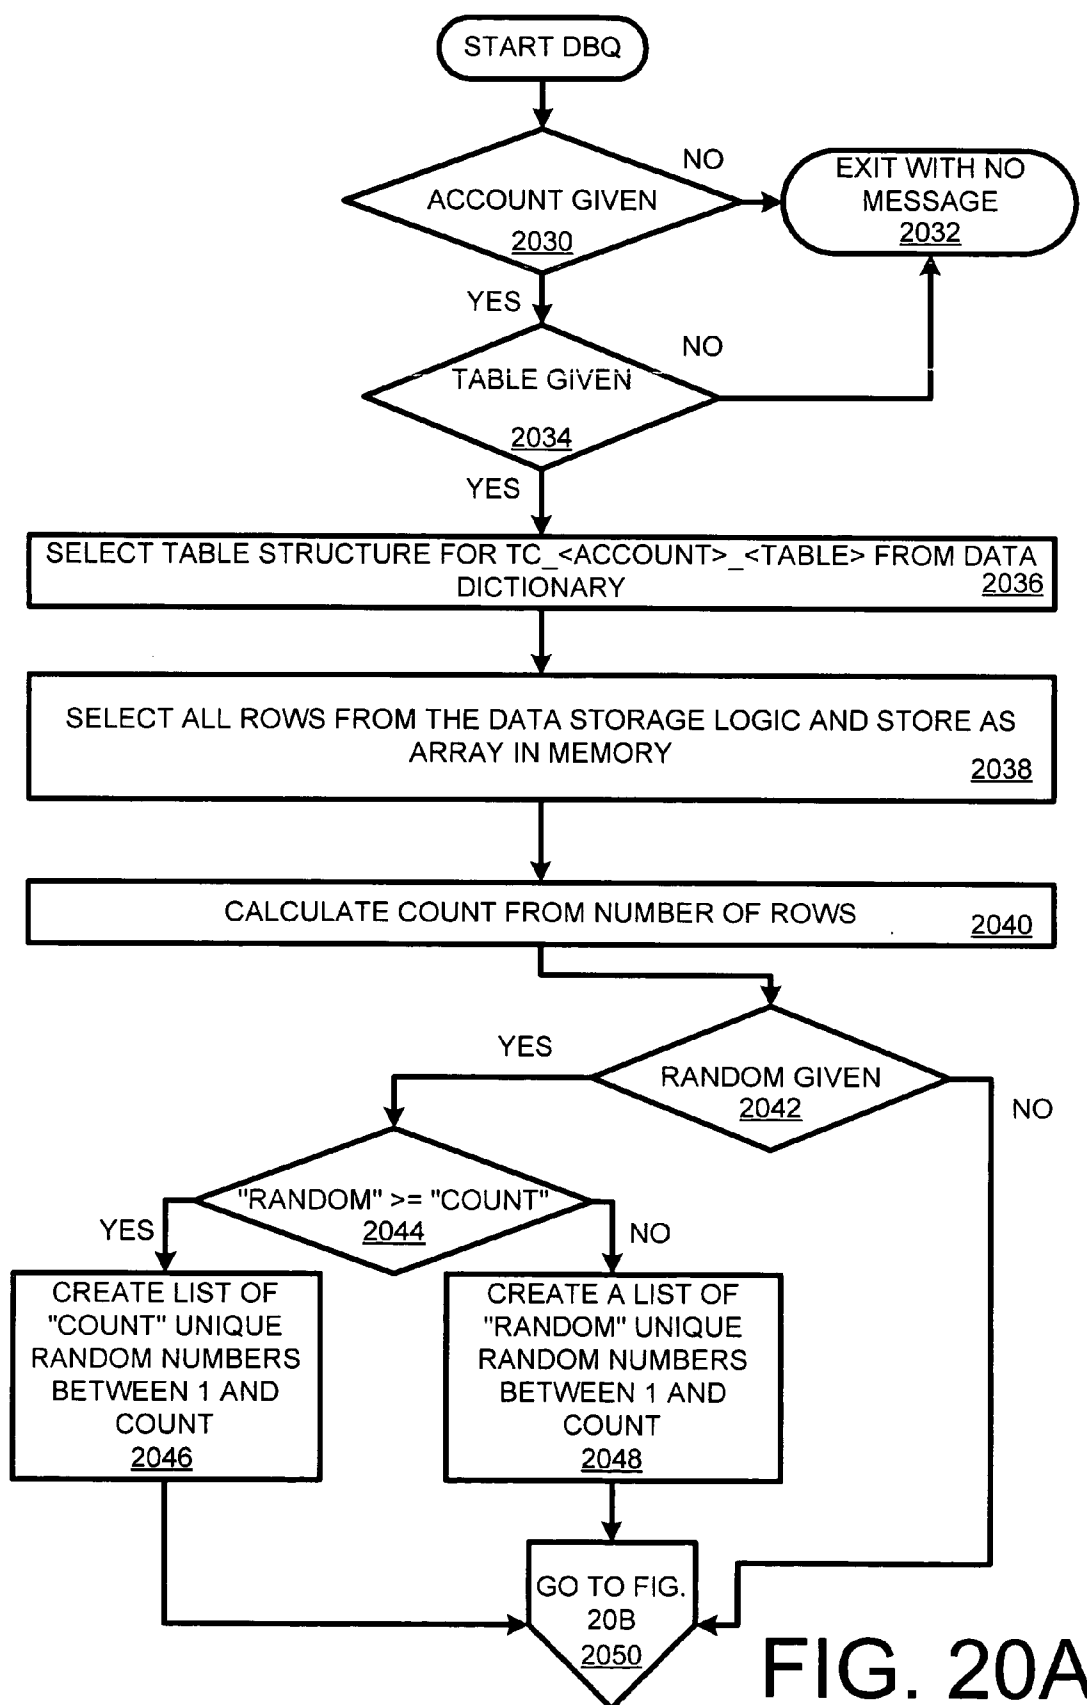 START DBQ
ACCOUNT GIVEN
2030
NO
EXIT WITH NO
MESSAGE
2032
YES
TABLE GIVEN
2034
NO
YES
SELECT TABLE STRUCTURE FOR TC_<ACCOUNT>_<TABLE> FROM DATA
DICTIONARY
2036
SELECT ALL ROWS FROM THE DATA STORAGE LOGIC AND STORE AS
ARRAY IN MEMORY
2038
CALCULATE COUNT FROM NUMBER OF ROWS
2040
YES
RANDOM GIVEN
2042
NO
"RANDOM" >= "COUNT"
2044
YES
NO
CREATE LIST OF
"COUNT" UNIQUE
RANDOM NUMBERS
BETWEEN 1 AND
COUNT
2046
CREATE A LIST OF
"RANDOM" UNIQUE
RANDOM NUMBERS
BETWEEN 1 AND
COUNT
2048
GO TO FIG.
20B
2050
FIG. 20A